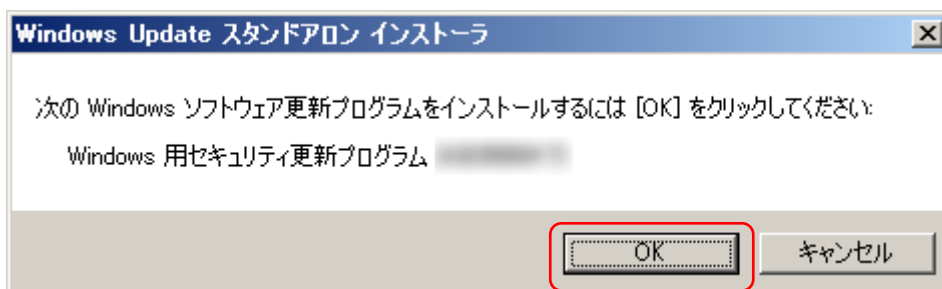 Windows Update スタンドアロン インストーラ
次の Windows ソフトウェア更新プログラムをインストールするには [OK] をクリックしてください:
Windows 用セキュリティ更新プログラム
OK
キャンセル